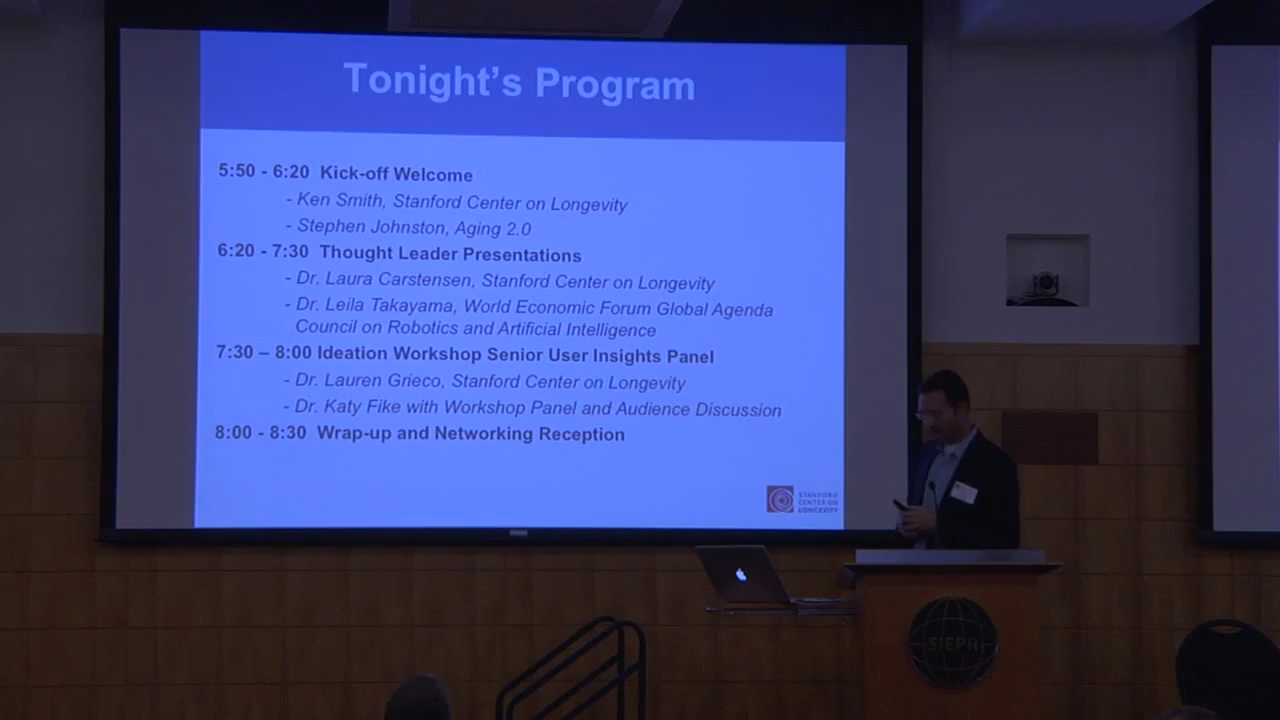 Tonight's Program
5:50 - 6:20 Kick-off Welcome
- Ken Smith, Stanford Center on Longevity
- Stephen Johnston, Aging 2.0
6:20 - 7:30 Thought Leader Presentations
- Dr. Laura Carstensen, Stanford Center on Longevity
- Dr. Leila Takayama, World Economic Forum Global Agenda
Council on Robotics and Artificial Intelligence
7:30 – 8:00 Ideation Workshop Senior User Insights Panel
- Dr. Lauren Grieco, Stanford Center on Longevity
- Dr. Katy Fike with Workshop Panel and Audience Discussion
8:00 - 8:30 Wrap-up and Networking Reception
STANFORD
CENTER ON
LONGEVITY
SIEPR